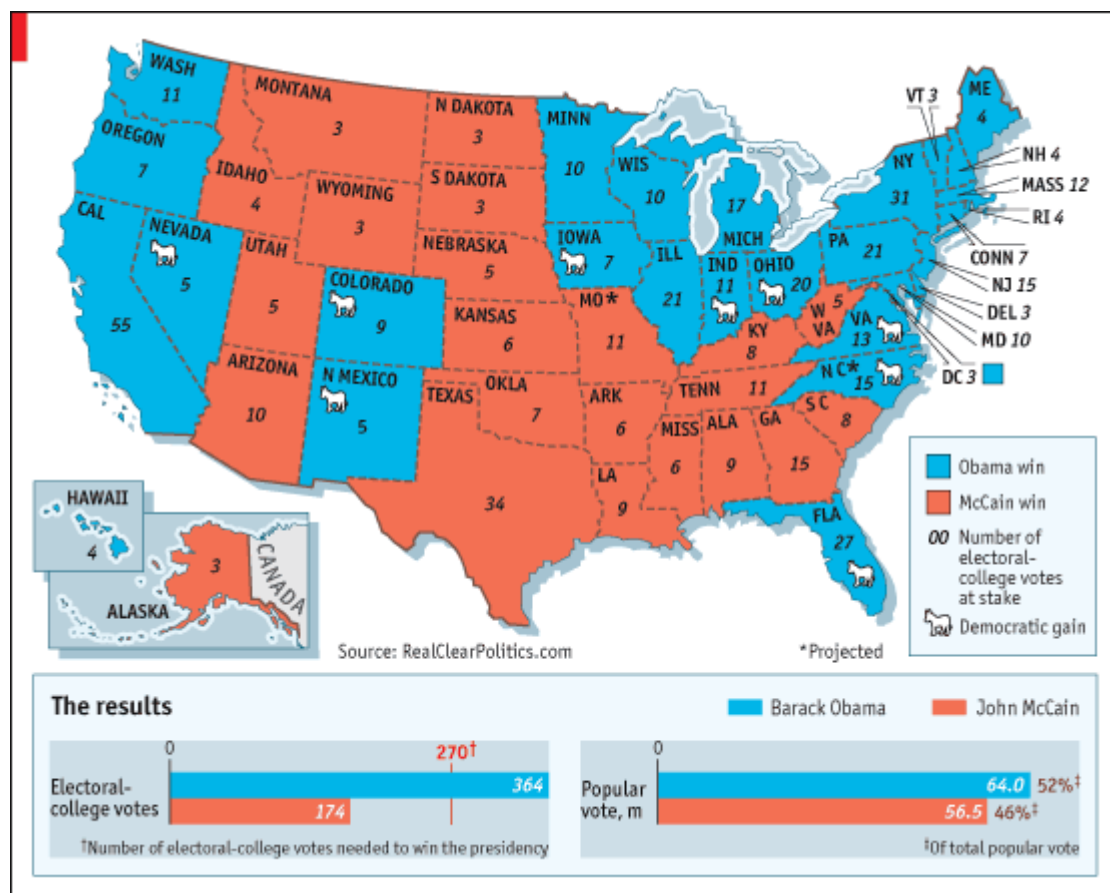 WASH
11
MONTANA
3
N DAKOTA
3
MINN
10
VT 3
ME
4
OREGON
7
IDAHO
4
WYOMING
3
S DAKOTA
3
WIS
10
17
MICH
NY
31
NH 4
MASS 12
RI 4
CONN 7
NJ 15
DEL 3
MD 10
DC 3
CAL
55
NEVADA
5
UTAH
5
COLORADO
9
NEBRASKA
5
IOWA
7
ILL
21
IND
11
OHIO
20
PA
21
W
VA
5
VA
13
KANSAS
6
MO*
11
KY
8
N C*
15
ARIZONA
10
N MEXICO
5
TEXAS
34
OKLA
7
ARK
6
TENN
11
S C
8
MISS
6
ALA
9
GA
15
LA
9
FLA
27
HAWAII
4
ALASKA
3
CANADA
Obama win
McCain win
00 Number of
electoral-
college votes
at stake
Democratic gain
Source: RealClearPolitics.com
*Projected
The results
Barack Obama
John McCain
0
270†
Electoral-
college votes
364
174
†Number of electoral-college votes needed to win the presidency
0
Popular
vote, m
64.0 52%‡
56.5 46%‡
‡Of total popular vote